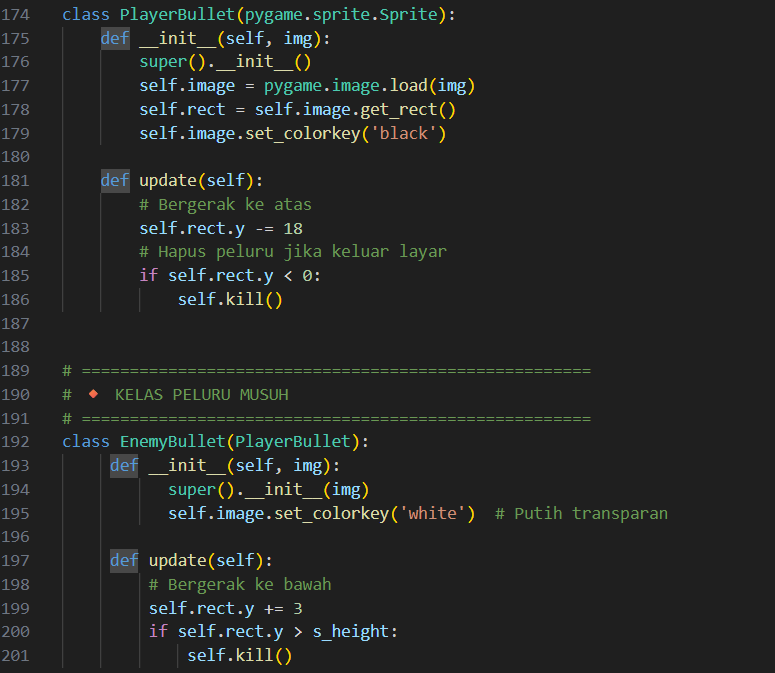 174 class PlayerBullet(pygame.sprite.Sprite):
175     def __init__(self, img):
176         super().__init__()
177         self.image = pygame.image.load(img)
178         self.rect = self.image.get_rect()
179         self.image.set_colorkey('black')
180
181     def update(self):
182         # Bergerak ke atas
183         self.rect.y -= 18
184         # Hapus peluru jika keluar layar
185         if self.rect.y < 0:
186             self.kill()
187
188
189 # =====================================================
190 # 🔸 KELAS PELURU MUSUH
191 # =====================================================
192 class EnemyBullet(PlayerBullet):
193      def __init__(self, img):
194            super().__init__(img)
195            self.image.set_colorkey('white')  # Putih transparan
196
197      def update(self):
198          # Bergerak ke bawah
199          self.rect.y += 3
200          if self.rect.y > s_height:
201              self.kill()